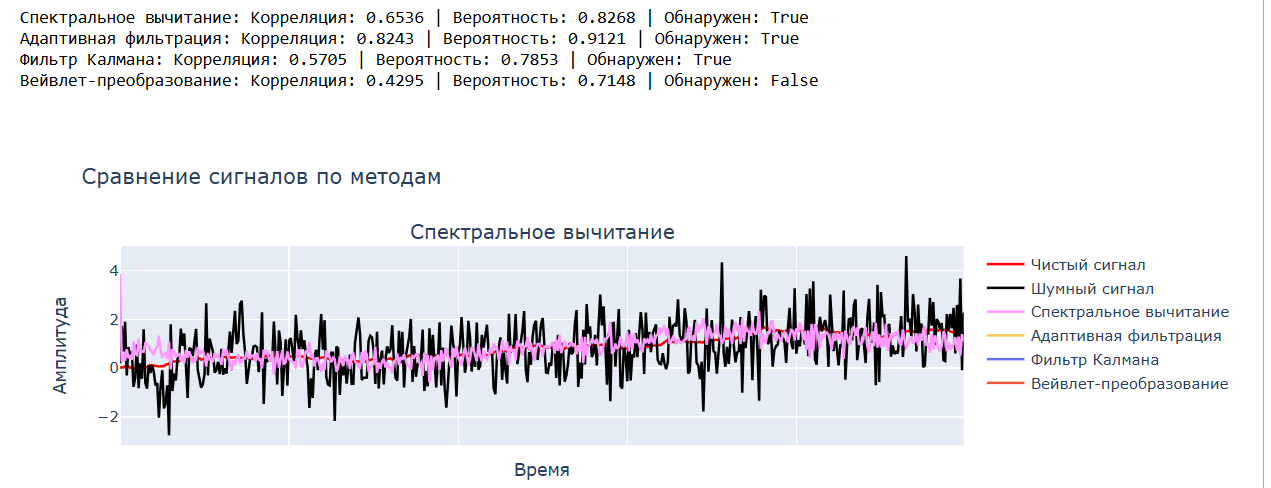 Спектральное вычитание: Корреляция: 0.6536 | Вероятность: 0.8268 | Обнаружен: True
Адаптивная фильтрация: Корреляция: 0.8243 | Вероятность: 0.9121 | Обнаружен: True
Фильтр Калмана: Корреляция: 0.5705 | Вероятность: 0.7853 | Обнаружен: True
Вейвлет-преобразование: Корреляция: 0.4295 | Вероятность: 0.7148 | Обнаружен: False
Сравнение сигналов по методам
Спектральное вычитание
Амплитуда
4
2
0
−2
Время
Чистый сигнал
Шумный сигнал
Спектральное вычитание
Адаптивная фильтрация
Фильтр Калмана
Вейвлет-преобразование